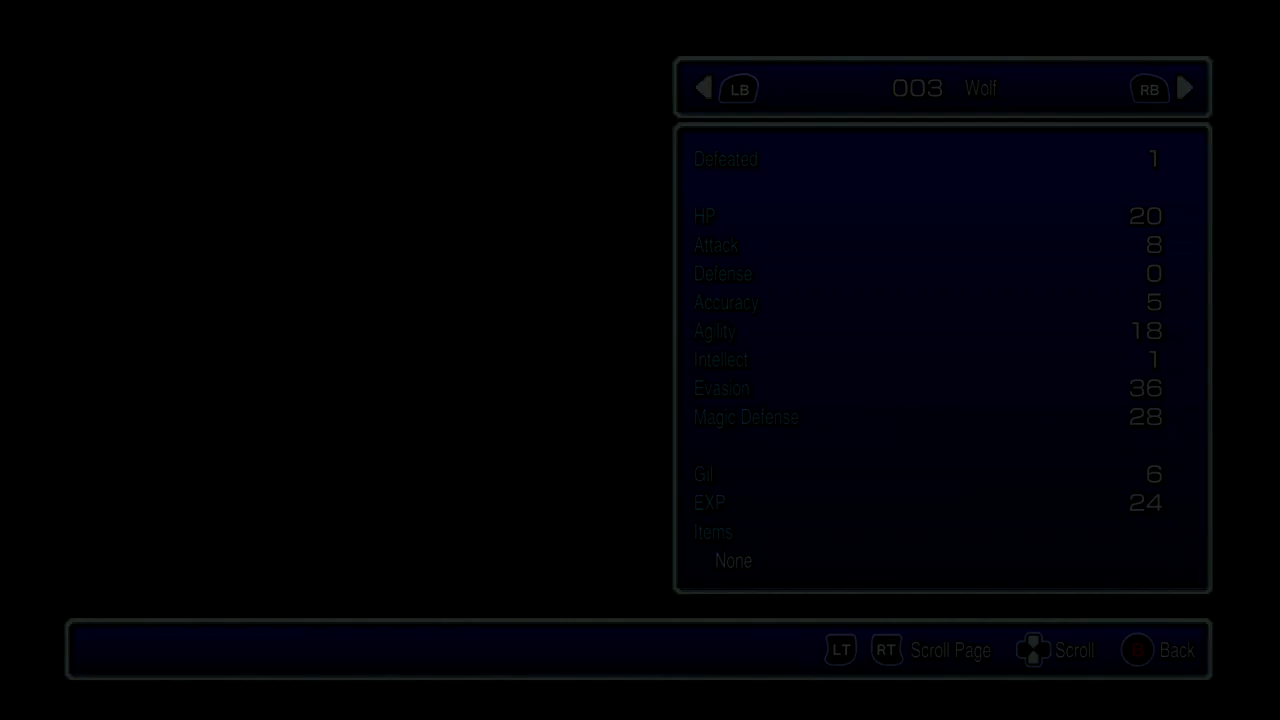 LB 003 Wolf RB
Defeated 1
HP 20
Attack 8
Defense 0
Accuracy 5
Agility 18
Intellect 1
Evasion 36
Magic Defense 28
Gil 6
EXP 24
Items
None
LT RT Scroll Page Scroll B Back